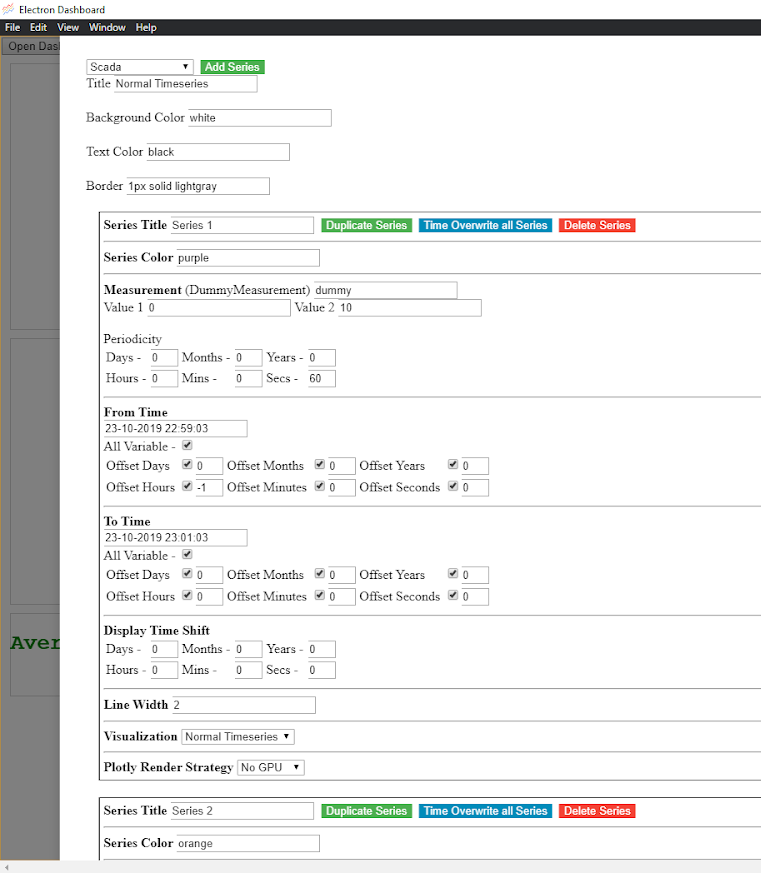 Electron Dashboard
File Edit View Window Help
Open Das
Scada Add Series
Title Normal Timeseries
Background Color white
Text Color black
Border 1px solid lightgray
Series Title Series 1 Duplicate Series Time Overwrite all Series Delete Series
Series Color purple
Measurement (DummyMeasurement) dummy
Value 1 0 Value 2 10
Periodicity
Days - 0 Months - 0 Years - 0
Hours - 0 Mins - 0 Secs - 60
From Time
23-10-2019 22:59:03
All Variable -
Offset Days 0 Offset Months 0 Offset Years 0
Offset Hours -1 Offset Minutes 0 Offset Seconds 0
To Time
23-10-2019 23:01:03
All Variable -
Offset Days 0 Offset Months 0 Offset Years 0
Offset Hours 0 Offset Minutes 0 Offset Seconds 0
Aver
Display Time Shift
Days - 0 Months - 0 Years - 0
Hours - 0 Mins - 0 Secs - 0
Line Width 2
Visualization Normal Timeseries
Plotly Render Strategy No GPU
Series Title Series 2 Duplicate Series Time Overwrite all Series Delete Series
Series Color orange